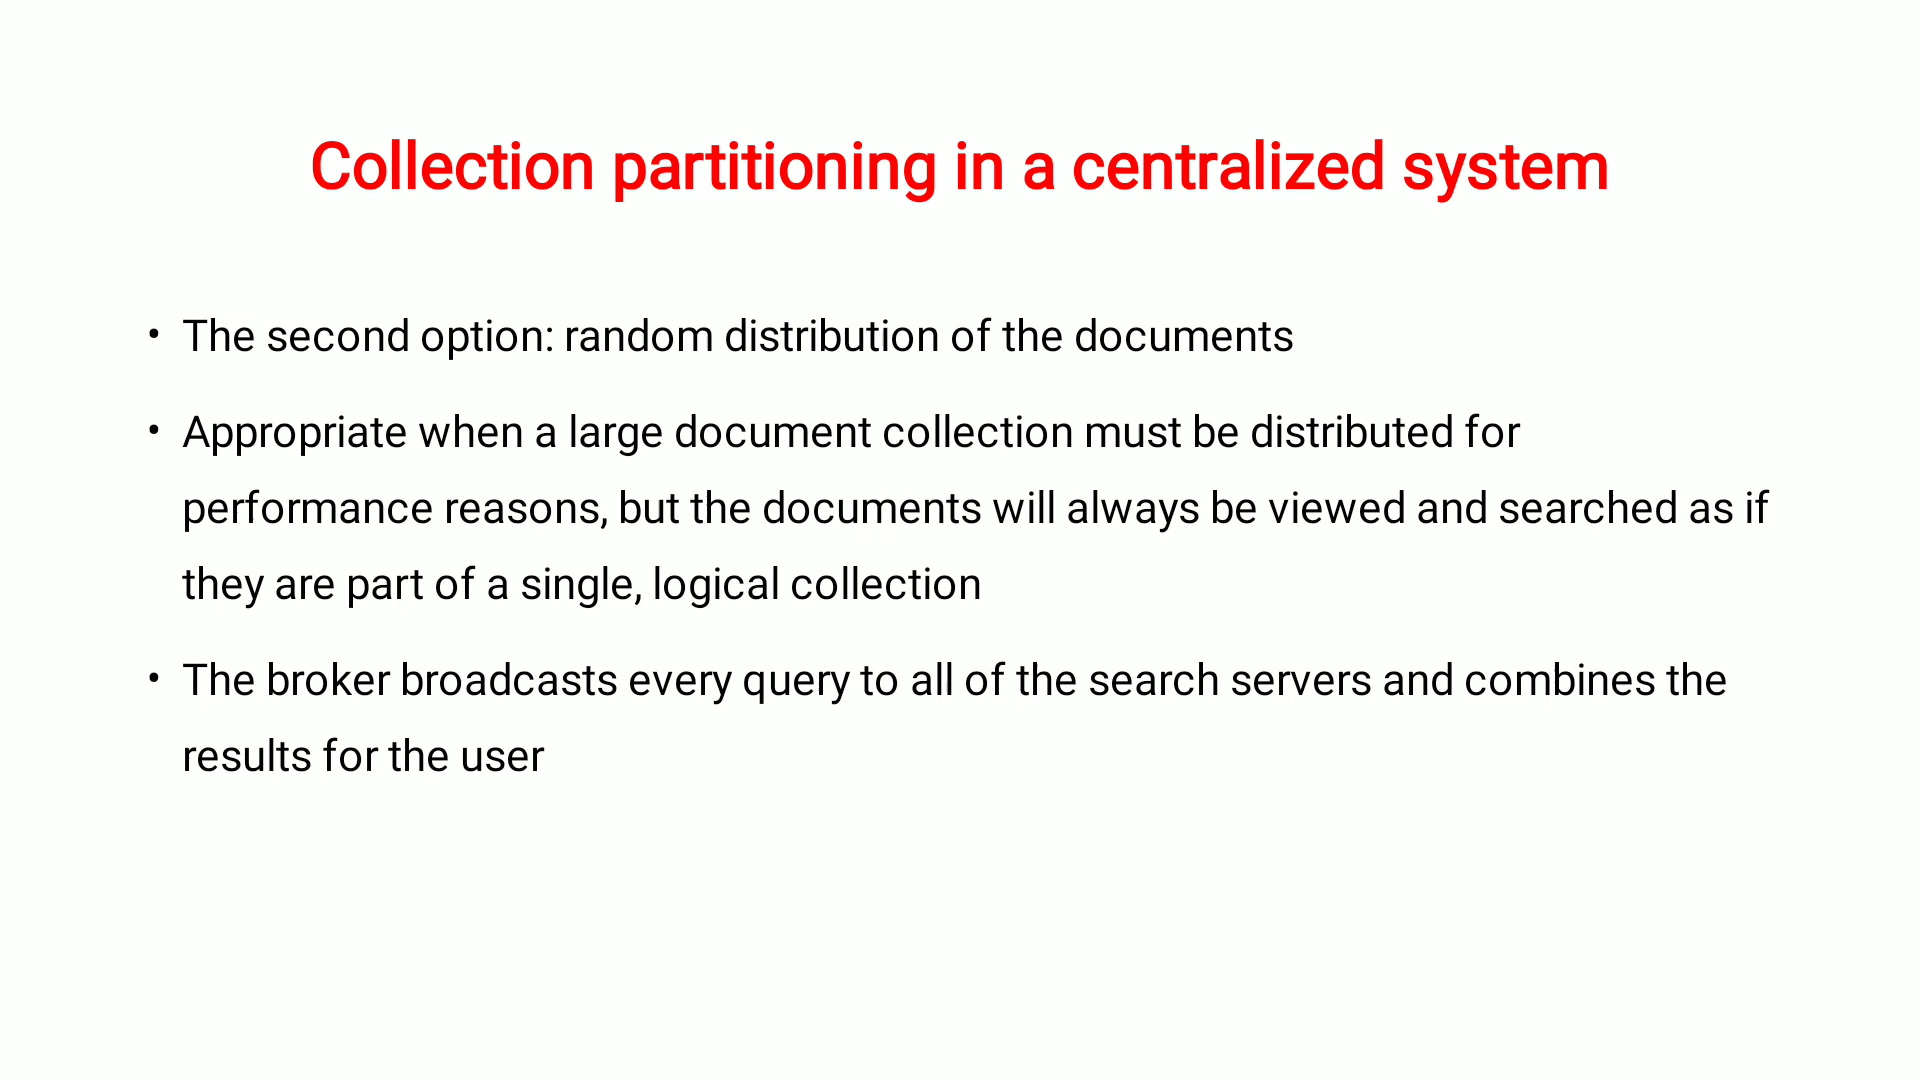 Collection partitioning in a centralized system
• The second option: random distribution of the documents
• Appropriate when a large document collection must be distributed for
performance reasons, but the documents will always be viewed and searched as if
they are part of a single, logical collection
• The broker broadcasts every query to all of the search servers and combines the
results for the user